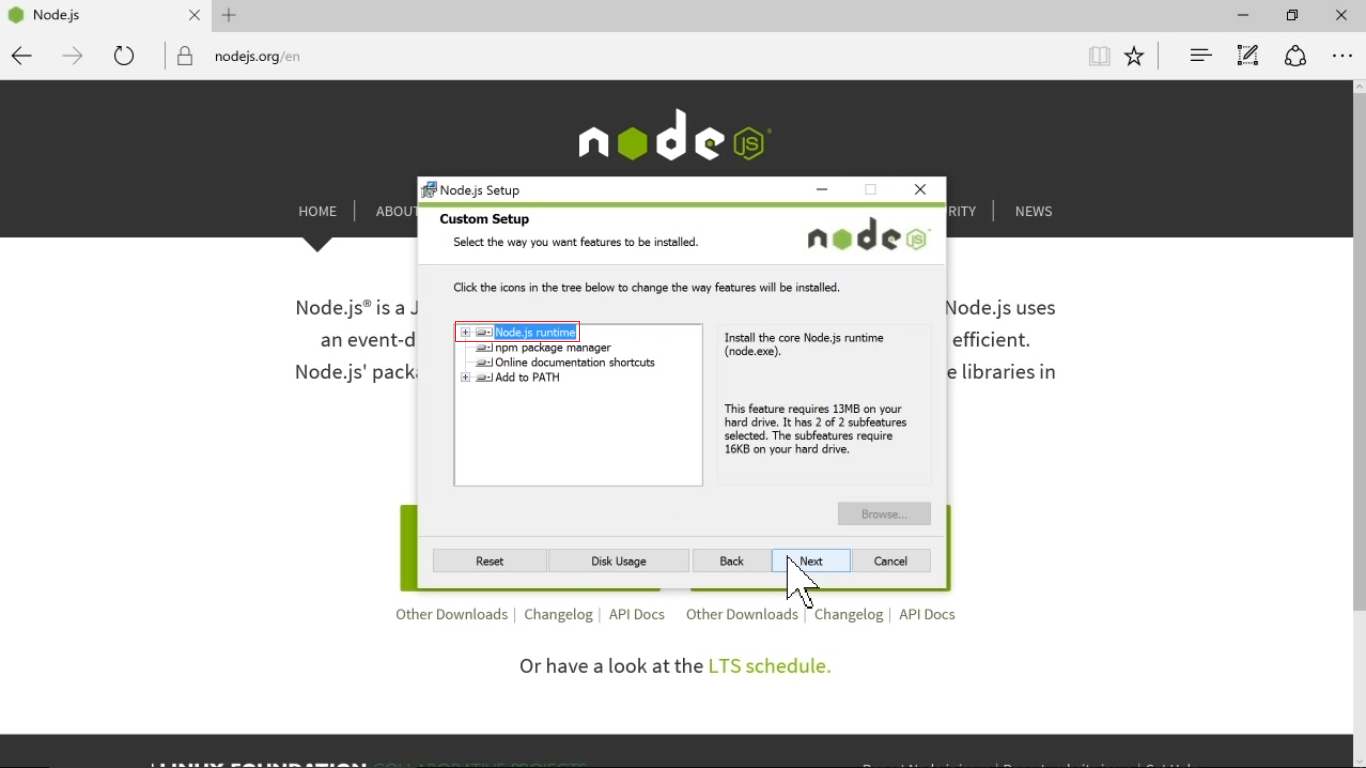 Node.js
nodejs.org/en
node JS
HOME
ABOUT
RITY
NEWS
Node.js Setup
Custom Setup
Select the way you want features to be installed.
node JS
Click the icons in the tree below to change the way features will be installed.
Node.js runtime
npm package manager
Online documentation shortcuts
Add to PATH
Install the core Node.js runtime
(node.exe).
This feature requires 13MB on your
hard drive. It has 2 of 2 subfeatures
selected. The subfeatures require
16KB on your hard drive.
Browse...
Reset
Disk Usage
Back
Next
Cancel
Node.js® is a J
Node.js uses
an event-d
efficient.
Node.js' pack
e libraries in
Other Downloads | Changelog | API Docs
Other Downloads | Changelog | API Docs
Or have a look at the LTS schedule.
LINUX FOUNDATION COLLABORATIVE PROJECTS